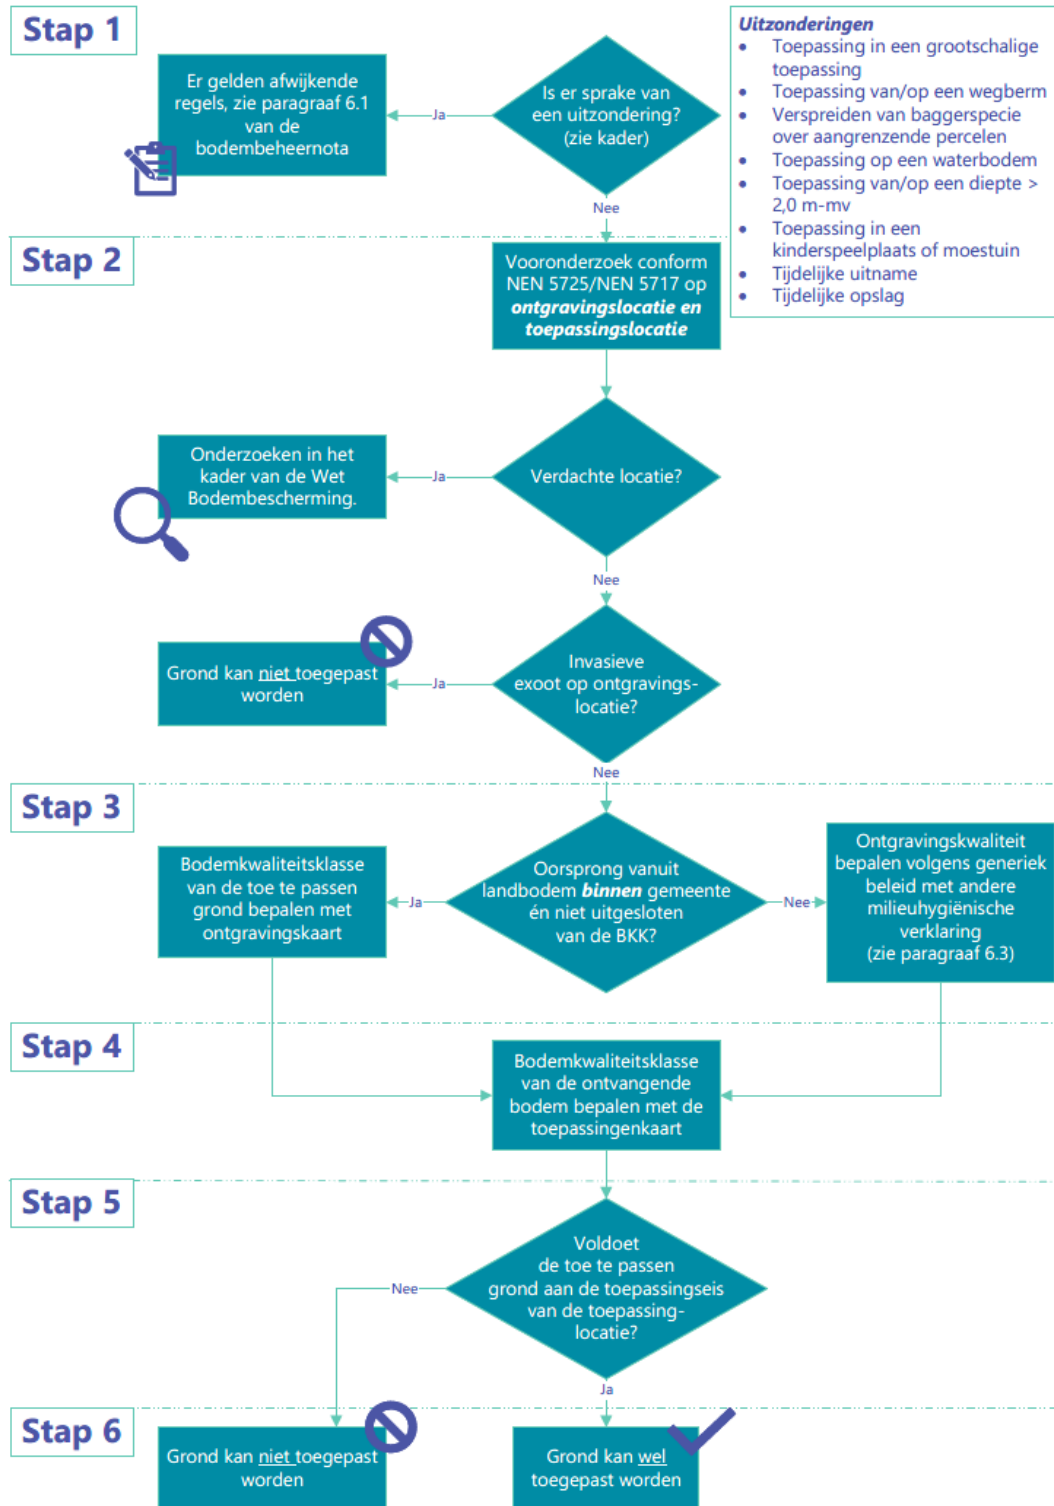 Stap 1
Er gelden afwijkende
regels, zie paragraaf 6.1
van de
bodembeheernota
Ja
Is er sprake van
een uitzondering?
(zie kader)
Nee
Uitzonderingen
• Toepassing in een grootschalige
toepassing
• Toepassing van/op een wegberm
• Verspreiden van baggerspecie
over aangrenzende percelen
• Toepassing op een waterbodem
• Toepassing van/op een diepte >
2,0 m-mv
• Toepassing in een
kinderspeelplaats of moestuin
• Tijdelijke uitname
• Tijdelijke opslag
Stap 2
Vooronderzoek conform
NEN 5725/NEN 5717 op
ontgravingslocatie en
toepassingslocatie
Onderzoeken in het
kader van de Wet
Bodembescherming.
Ja
Verdachte locatie?
Nee
Grond kan niet toegepast
worden
Ja
Invasieve
exoot op ontgravings-
locatie?
Nee
Stap 3
Bodemkwaliteitsklasse
van de toe te passen
grond bepalen met
ontgravingskaart
Ja
Oorsprong vanuit
landbodem binnen gemeente
én niet uitgesloten
van de BKK?
Nee
Ontgravingskwaliteit
bepalen volgens generiek
beleid met andere
milieuhygiënische
verklaring
(zie paragraaf 6.3)
Stap 4
Bodemkwaliteitsklasse
van de ontvangende
bodem bepalen met de
toepassingenkaart
Stap 5
Voldoet
de toe te passen
grond aan de toepassingseis
van de toepassing-
locatie?
Nee
Ja
Stap 6
Grond kan niet toegepast
worden
Grond kan wel
toegepast worden